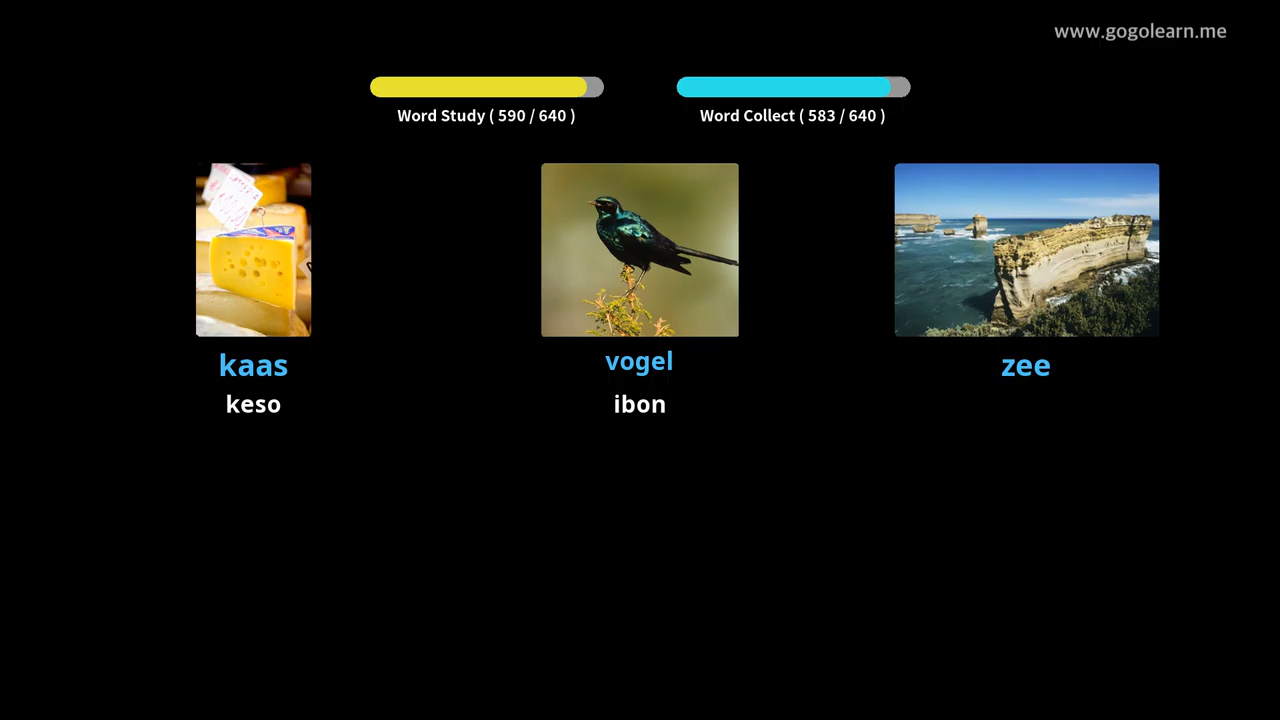 www.gogolearn.me
Word Study ( 590 / 640 )
Word Collect ( 583 / 640 )
kaas
vogel
zee
keso
ibon